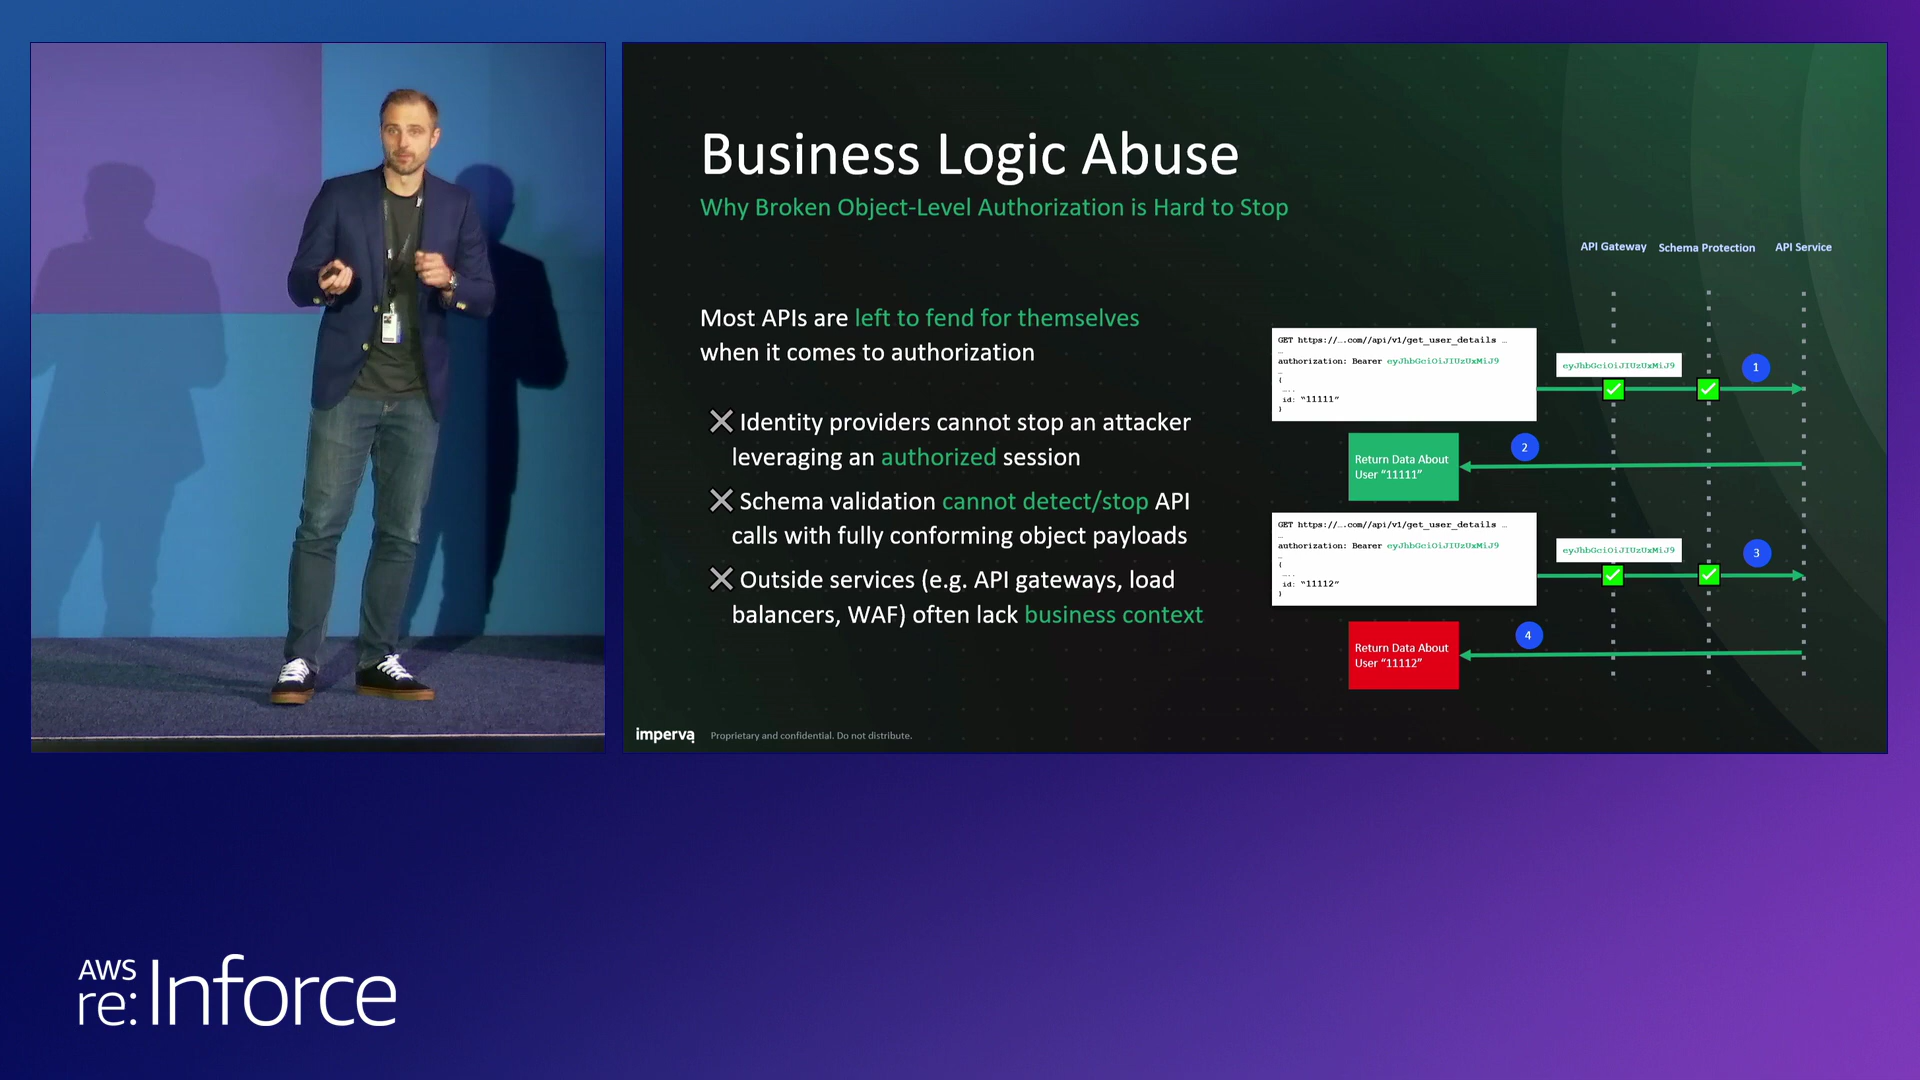 Business Logic Abuse
Why Broken Object-Level Authorization is Hard to Stop
Most APIs are left to fend for themselves
when it comes to authorization
Identity providers cannot stop an attacker
leveraging an authorized session
Schema validation cannot detect/stop API
calls with fully conforming object payloads
Outside services (e.g. API gateways, load
balancers, WAF) often lack business context
API Gateway Schema Protection API Service
GET https://….com//api/v1/get_user_details …
…
authorization: Bearer eyJhbGciOiJIUzUxMiJ9
…
{
….
id: “11111”
}
eyJhbGciOiJIUzUxMiJ9
1
2
Return Data About
User “11111”
GET https://….com//api/v1/get_user_details …
…
authorization: Bearer eyJhbGciOiJIUzUxMiJ9
…
{
….
id: “11112”
}
eyJhbGciOiJIUzUxMiJ9
3
4
Return Data About
User “11112”
imperva Proprietary and confidential. Do not distribute.
AWS
re:Inforce